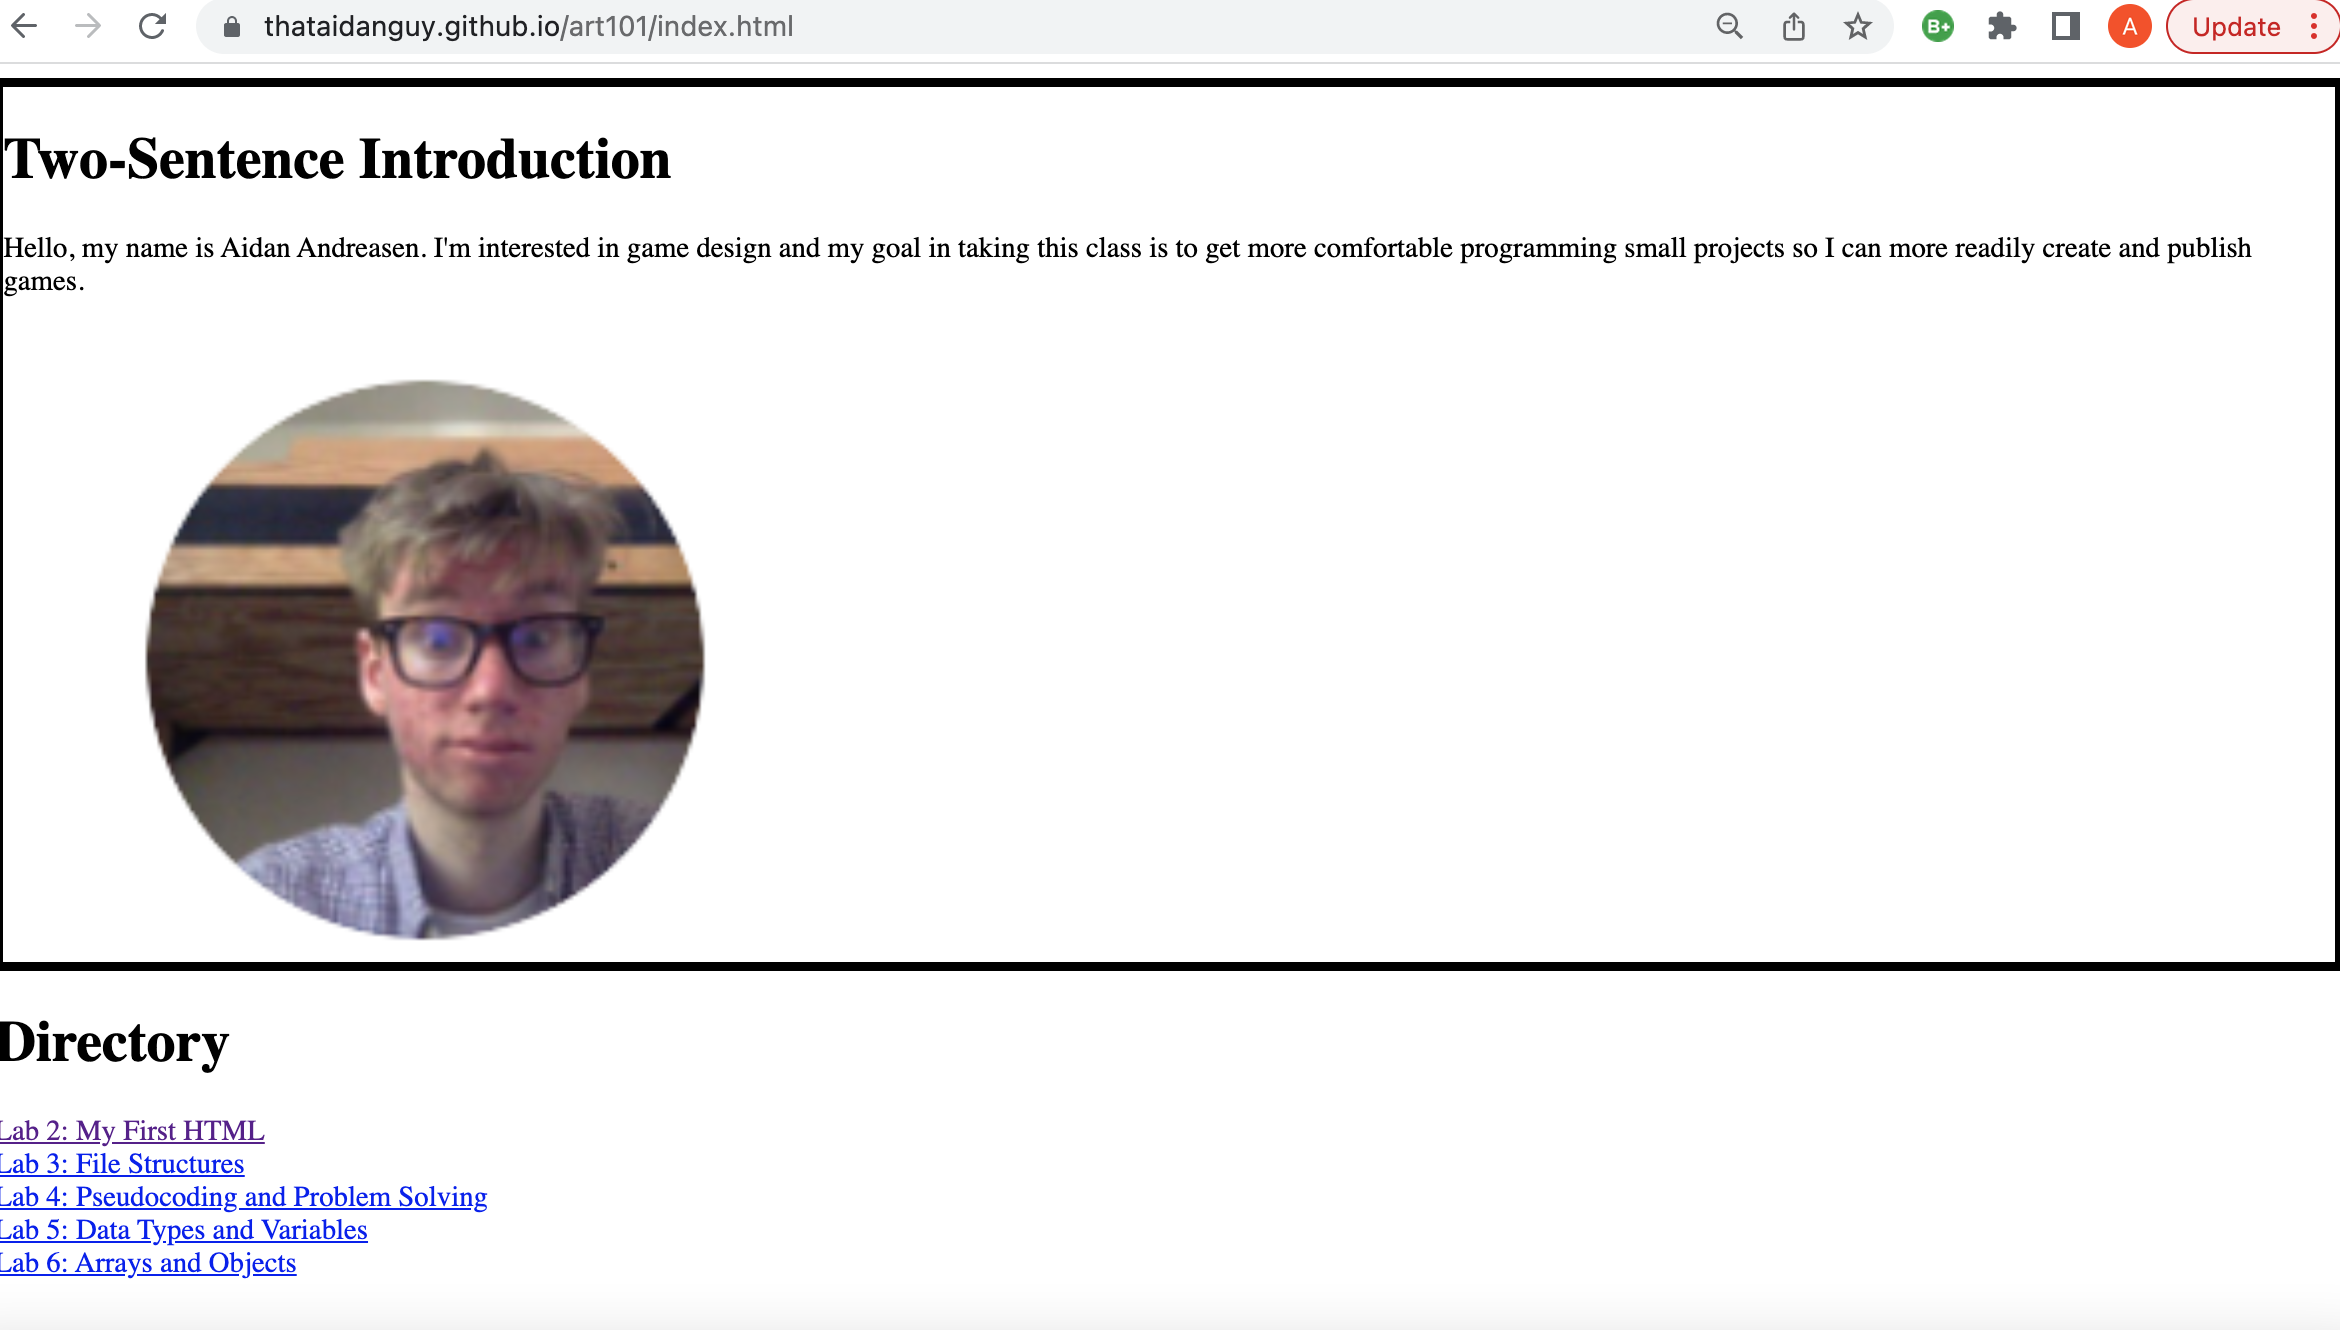 thataidanguy.github.io/art101/index.html
B+
A
Update
Two-Sentence Introduction
Hello, my name is Aidan Andreasen. I'm interested in game design and my goal in taking this class is to get more comfortable programming small projects so I can more readily create and publish
games.
Directory
Lab 2: My First HTML
Lab 3: File Structures
Lab 4: Pseudocoding and Problem Solving
Lab 5: Data Types and Variables
Lab 6: Arrays and Objects